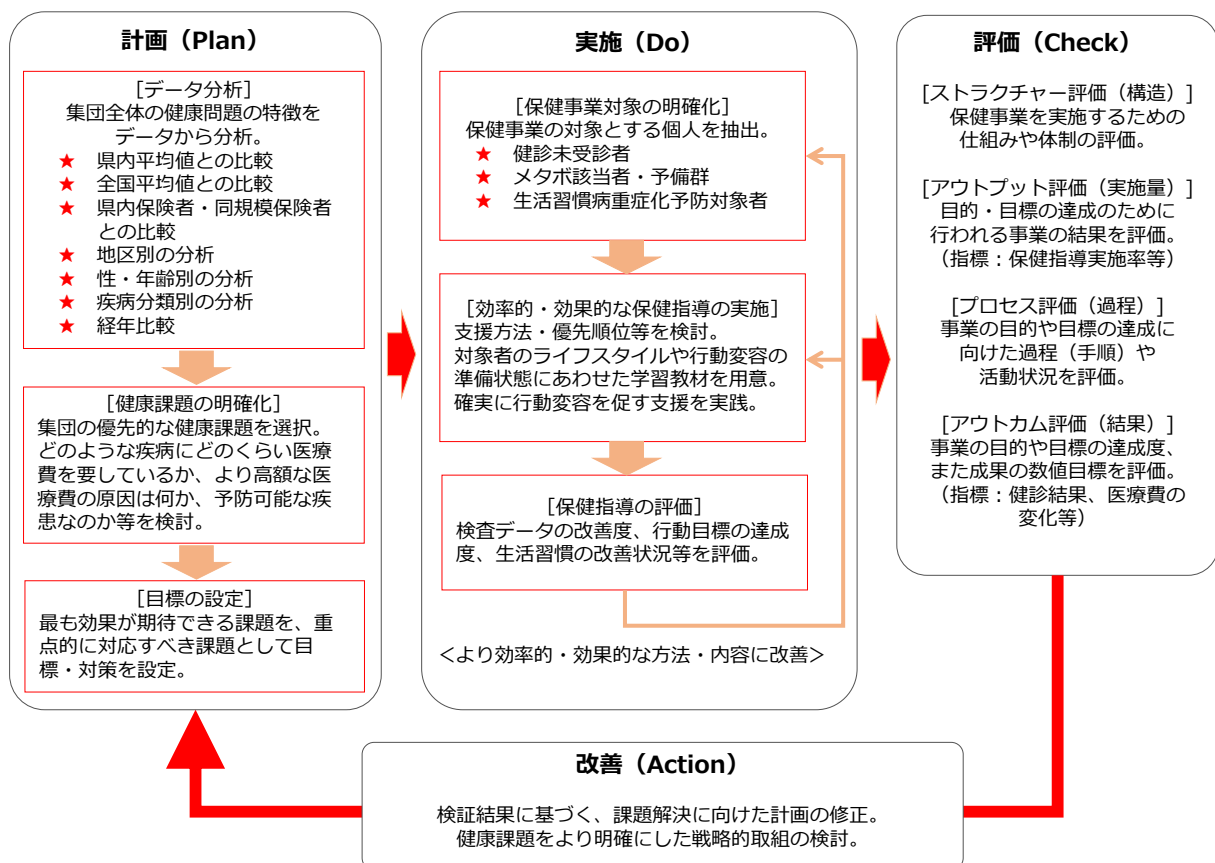 計画（Plan）
［データ分析］
集団全体の健康問題の特徴を
データから分析。
★ 県内平均値との比較
★ 全国平均値との比較
★ 県内保険者・同規模保険者
との比較
★ 地区別の分析
★ 性・年齢別の分析
★ 疾病分類別の分析
★ 経年比較
［健康課題の明確化］
集団の優先的な健康課題を選択。
どのような疾病にどのくらい医療
費を要しているか、より高額な医
療費の原因は何か、予防可能な疾
患なのか等を検討。
［目標の設定］
最も効果が期待できる課題を、重
点的に対応すべき課題として目
標・対策を設定。
実施（Do）
［保健事業対象の明確化］
保健事業の対象とする個人を抽出。
★ 健診未受診者
★ メタボ該当者・予備群
★ 生活習慣病重症化予防対象者
［効率的・効果的な保健指導の実施］
支援方法・優先順位等を検討。
対象者のライフスタイルや行動変容の
準備状態にあわせた学習教材を用意。
確実に行動変容を促す支援を実践。
［保健指導の評価］
検査データの改善度、行動目標の達成
度、生活習慣の改善状況等を評価。
＜より効率的・効果的な方法・内容に改善＞
評価（Check）
［ストラクチャー評価（構造）］
保健事業を実施するための
仕組みや体制の評価。
［アウトプット評価（実施量）］
目的・目標の達成のために
行われる事業の結果を評価。
（指標：保健指導実施率等）
［プロセス評価（過程）］
事業の目的や目標の達成に
向けた過程（手順）や
活動状況を評価。
［アウトカム評価（結果）］
事業の目的や目標の達成度、
また成果の数値目標を評価。
（指標：健診結果、医療費の
変化等）
改善（Action）
検証結果に基づく、課題解決に向けた計画の修正。
健康課題をより明確にした戦略的取組の検討。